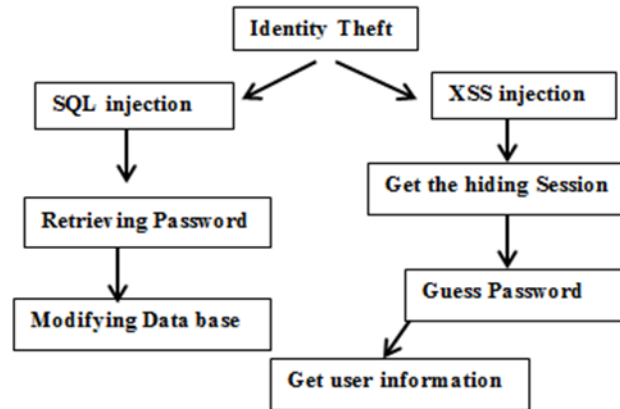 Identity Theft
SQL injection
XSS injection
Get the hiding Session
Retrieving Password
Guess Password
Modifying Data base
Get user information